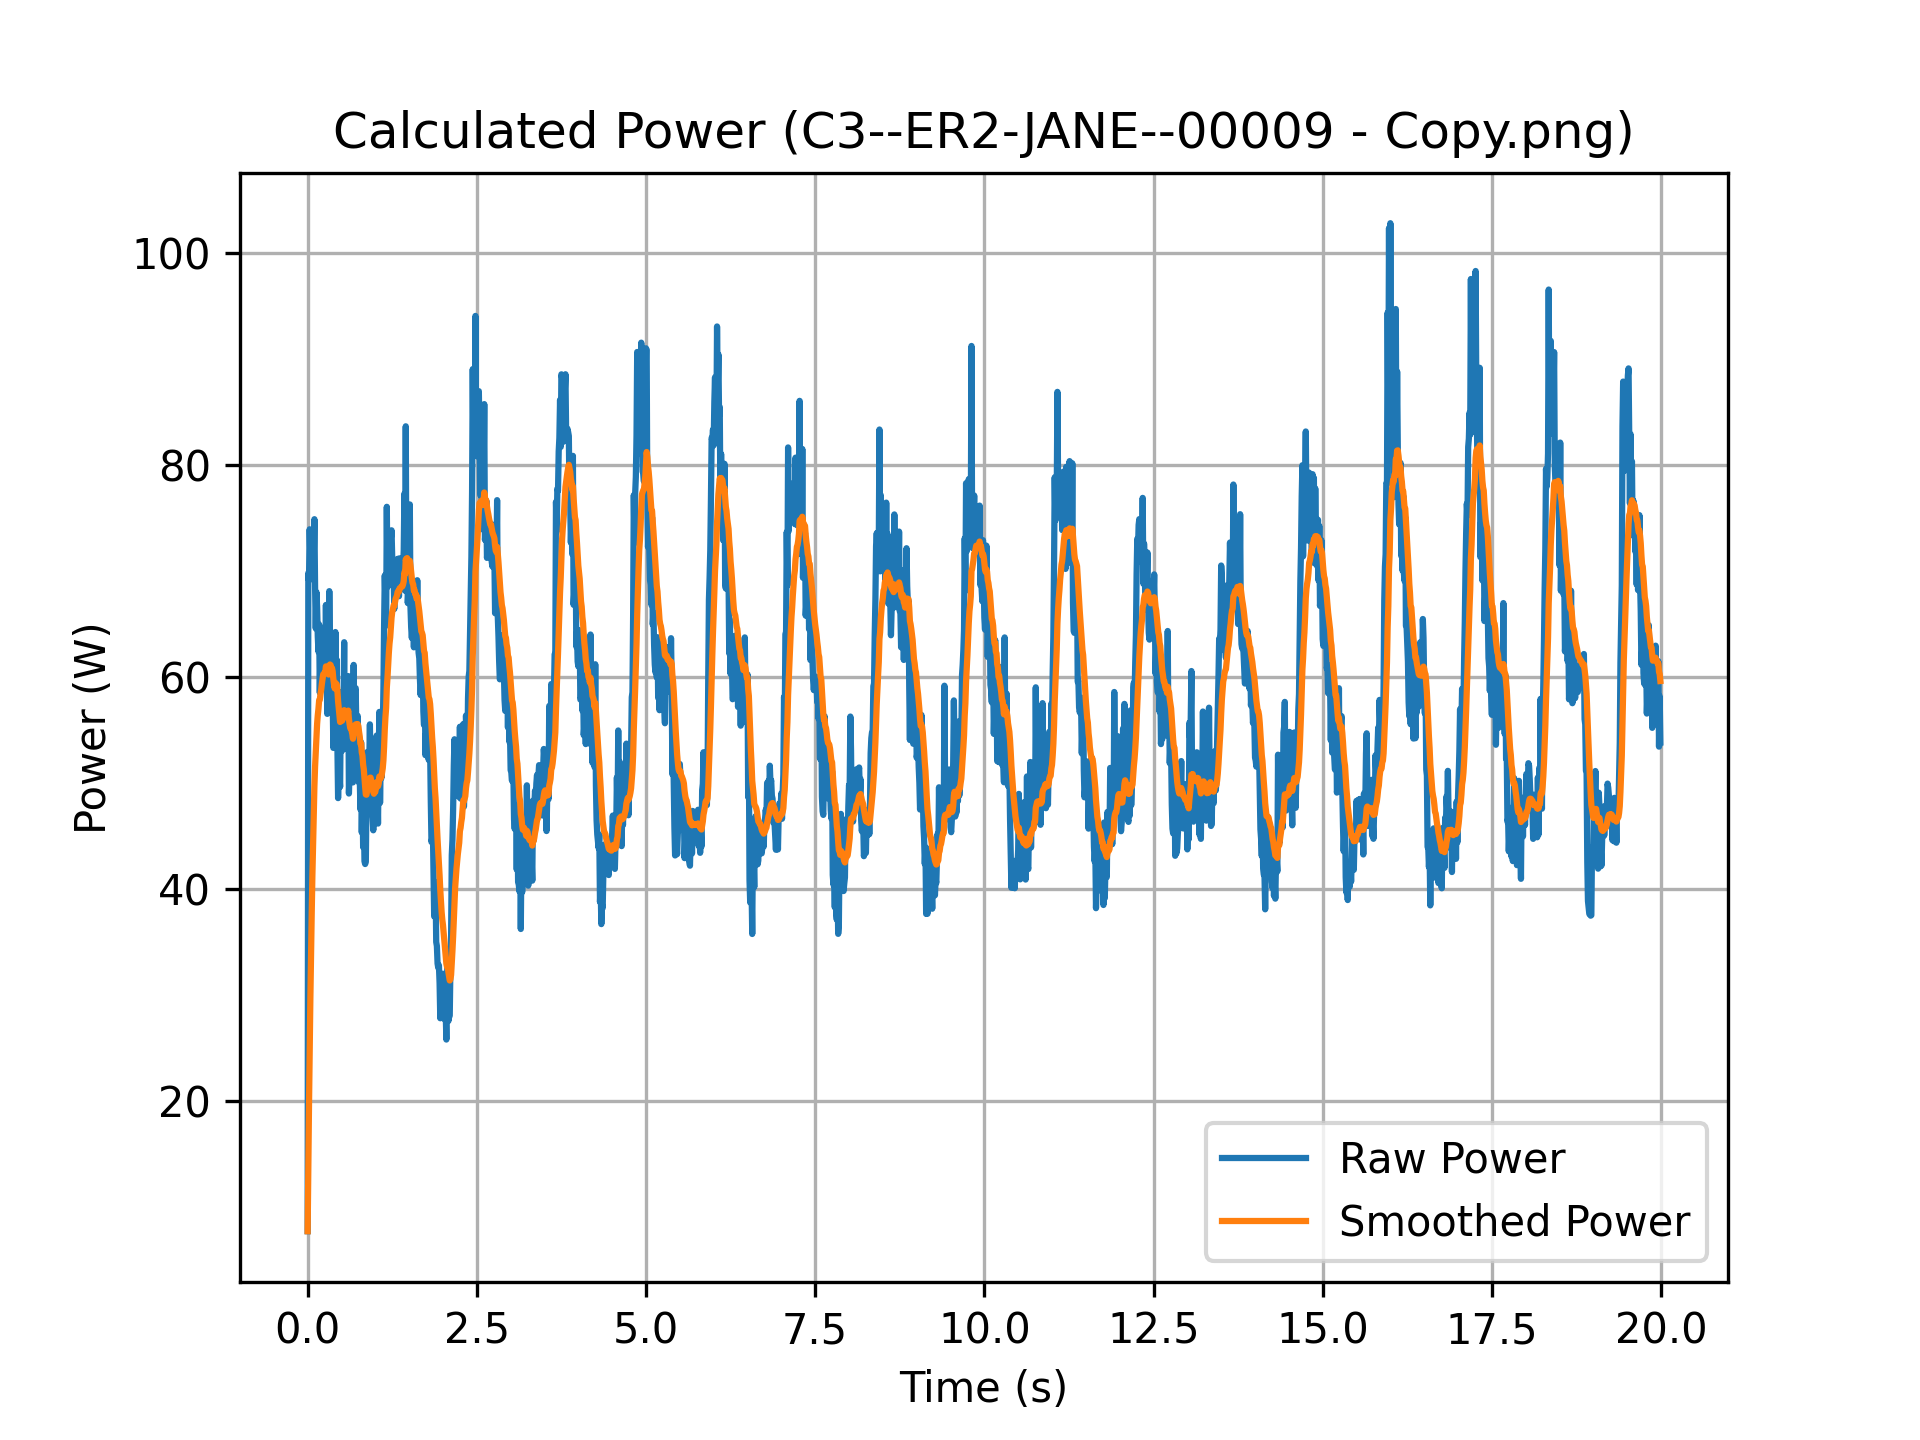 Calculated Power (C3--ER2-JANE--00009 - Copy.png)
Power (W)
100
80
60
40
20
Raw Power
Smoothed Power
0.0 2.5 5.0 7.5 10.0 12.5 15.0 17.5 20.0
Time (s)